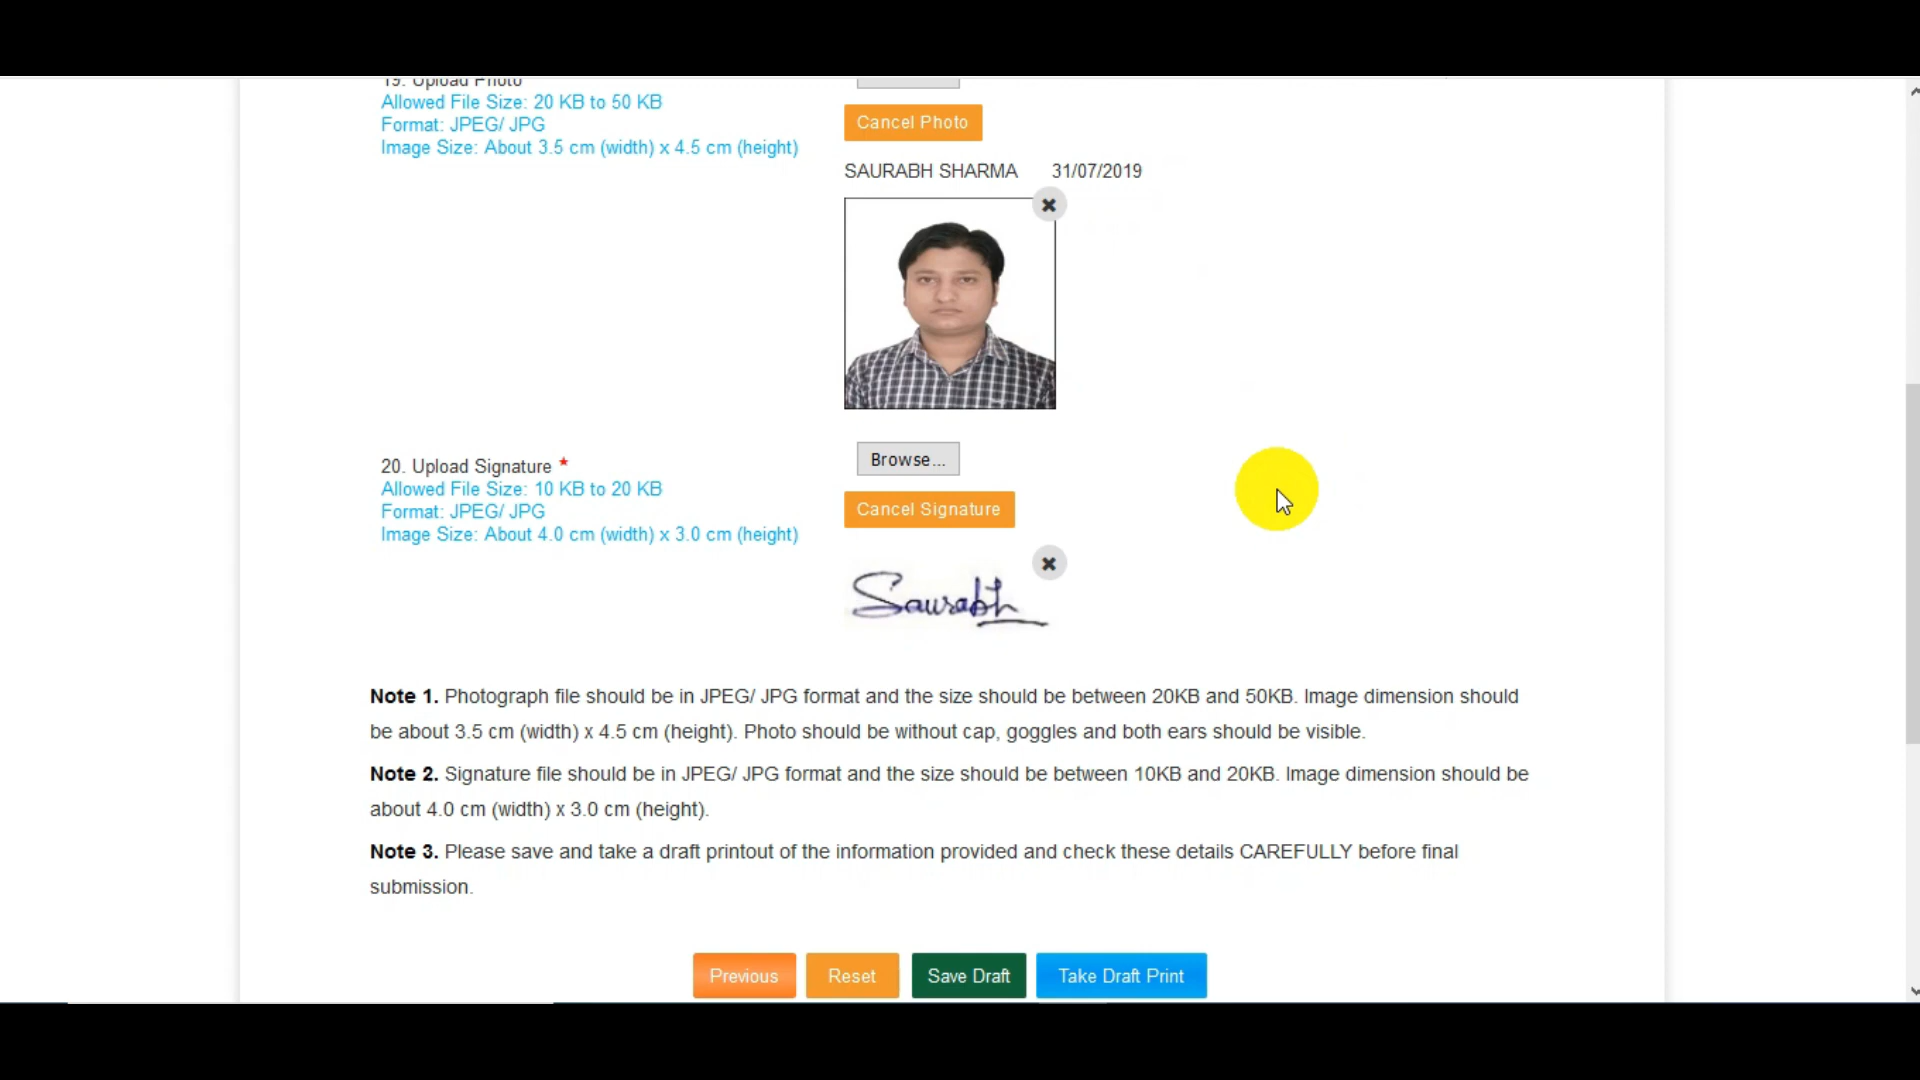 19. Upload Photo
Allowed File Size: 20 KB to 50 KB
Format: JPEG/ JPG
Image Size: About 3.5 cm (width) x 4.5 cm (height)
Cancel Photo
SAURABH SHARMA 31/07/2019
20. Upload Signature *
Allowed File Size: 10 KB to 20 KB
Format: JPEG/ JPG
Image Size: About 4.0 cm (width) x 3.0 cm (height)
Browse...
Cancel Signature
Saurabh
Note 1. Photograph file should be in JPEG/ JPG format and the size should be between 20KB and 50KB. Image dimension should
be about 3.5 cm (width) x 4.5 cm (height). Photo should be without cap, goggles and both ears should be visible.
Note 2. Signature file should be in JPEG/ JPG format and the size should be between 10KB and 20KB. Image dimension should be
about 4.0 cm (width) x 3.0 cm (height).
Note 3. Please save and take a draft printout of the information provided and check these details CAREFULLY before final
submission.
Previous Reset Save Draft Take Draft Print